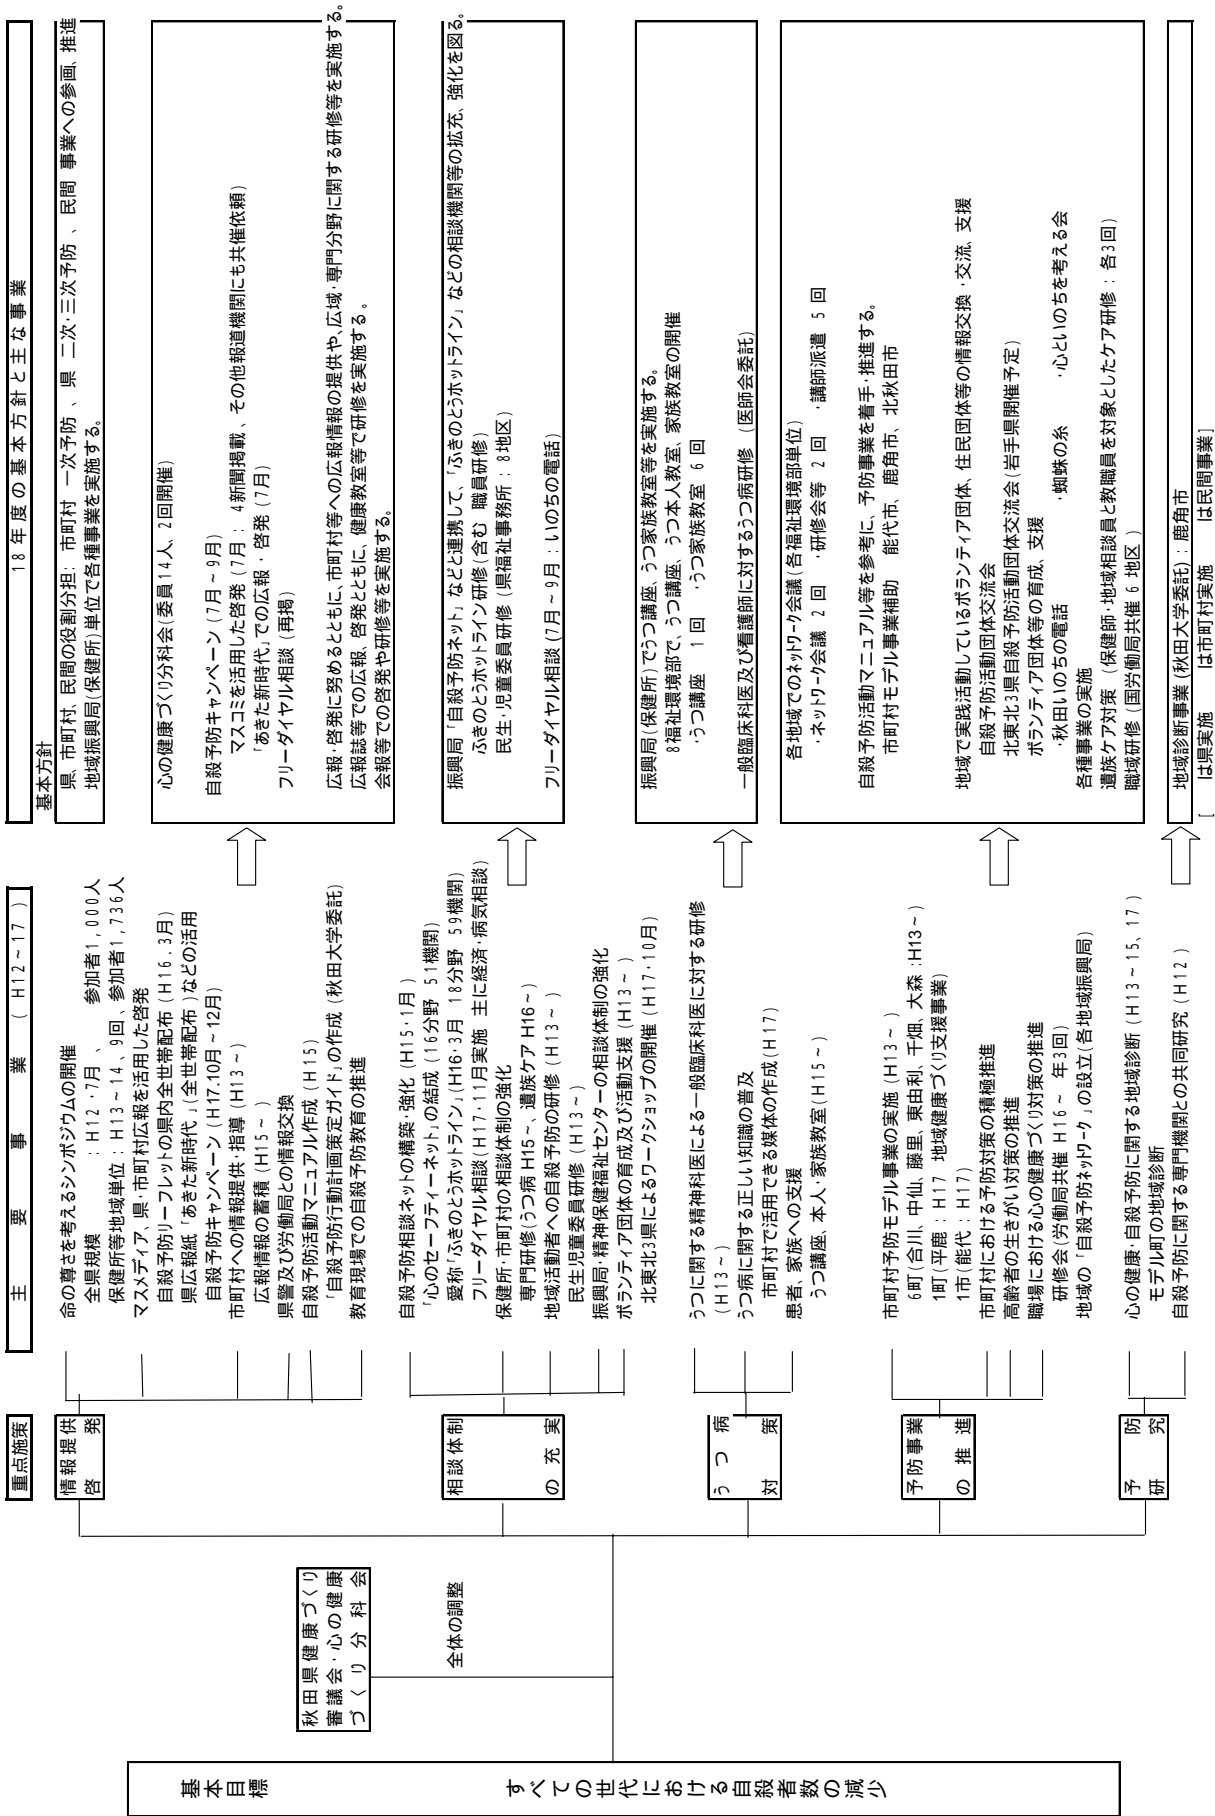 基本目標
すべての世代における自殺者数の減少
秋田県健康づくり
審議会・心の健康
づくり分科会
全体の調整
重点施策
情報提供
啓発
相談体制
の充実
うつ病
対策
予防事業
の推進
予防
研究
主要事業（H12～17）
命の尊さを考えるシンポジウムの開催
全県規模 ：H12・7月 、 参加者1,000人
保健所等地域単位：H13～14、9回、参加者1,736人
マスメディア、県・市町村広報を活用した啓発
自殺予防リーフレットの県内全世帯配布（H16.3月）
県広報紙「あきた新時代」（全世帯配布）などの活用
自殺予防キャンペーン（H17.10月～12月）
市町村への情報提供・指導（H13～）
広報情報の蓄積（H15～）
県警及び労働局との情報交換
自殺予防活動マニュアル作成（H15）
「自殺予防行動計画策定ガイド」の作成（秋田大学委託）
教育現場での自殺予防教育の推進
自殺予防相談ネットの構築・強化（H15・1月）
「心のセーフティーネット」の結成（16分野 51機関）
愛称「ふきのとうホットライン」（H16・3月 18分野 59機関）
フリーダイヤル相談（H17・11月実施 主に経済・病気相談）
保健所・市町村の相談体制の強化
専門研修（うつ病 H15～、遺族ケア H16～）
地域活動者への自殺予防の研修（H13～）
民生児童委員研修（H13～）
振興局・精神保健福祉センターの相談体制の強化
ボランティア団体の育成及び活動支援（H13～）
北東北3県によるワークショップの開催（H17・10月）
うつに関する精神科医による一般臨床科医に対する研修
（H13～）
うつ病に関する正しい知識の普及
市町村で活用できる媒体の作成（H17）
患者、家族への支援
うつ講座、本人・家族教室（H15～）
市町村予防モデル事業の実施（H13～）
6町（合川、中仙、藤里、東由利、千畑、大森：H13～）
1町（平鹿：H17 地域健康づくり支援事業）
1市（能代：H17）
市町村における予防対策の積極推進
高齢者の生きがい対策の推進
職場における心の健康づくり対策の推進
研修会（労働局共催 H16～ 年3回）
地域の「自殺予防ネットワーク」の設立（各地域振興局）
心の健康・自殺予防に関する地域診断（H13～15、17）
モデル町の地域診断
自殺予防に関する専門機関との共同研究（H12）
18年度の基本方針と主な事業
基本方針
県、市町村、民間の役割分担： 市町村 一次予防 、 県 二次・三次予防 、 民間 事業への参画、推進
地域振興局（保健所）単位で各種事業を実施する。
心の健康づくり分科会（委員14人、2回開催）
自殺予防キャンペーン（7月～9月）
マスコミを活用した啓発（7月： 4新聞掲載、その他報道機関にも共催依頼）
「あきた新時代」での広報・啓発（7月）
フリーダイヤル相談（再掲）
広報・啓発に努めるとともに、市町村等への広報情報の提供や、広域・専門分野に関する研修等を実施する。
広報誌等での広報、啓発とともに、健康教室等で研修を実施する。
会報等での啓発や研修等を実施する。
振興局「自殺予防ネット」などと連携して、「ふきのとうホットライン」などの相談機関等の拡充、強化を図る。
ふきのとうホットライン研修（含む 職員研修）
民生・児童委員研修（県福祉事務所：8地区）
フリーダイヤル相談（7月～9月：いのちの電話）
振興局（保健所）でうつ講座、うつ家族教室等を実施する。
8福祉環境部で、うつ講座、うつ本人教室、家族教室の開催
・うつ講座 1回 ・うつ家族教室 6回
一般臨床科医及び看護師に対するうつ病研修 （医師会委託）
各地域でのネットワーク会議（各福祉環境部単位）
・ネットワーク会議 2回 ・研修会等 2回 ・講師派遣 5回
自殺予防活動マニュアル等を参考に、予防事業を着手・推進する。
市町村モデル事業補助 能代市、鹿角市、北秋田市
地域で実践活動しているボランティア団体、住民団体等の情報交換・交流、支援
自殺予防活動団体交流会
北東北3県自殺予防活動団体交流会（岩手県開催予定）
ボランティア団体等の育成、支援
・秋田いのちの電話 ・蜘蛛の糸 ・心といのちを考える会
各種事業の実施
遺族ケア対策 （保健師・地域相談員と教職員を対象としたケア研修：各3回）
職域研修（国労働局共催6地区）
地域診断事業（秋田大学委託）：鹿角市
[ は県実施 は市町村実施 は民間事業]